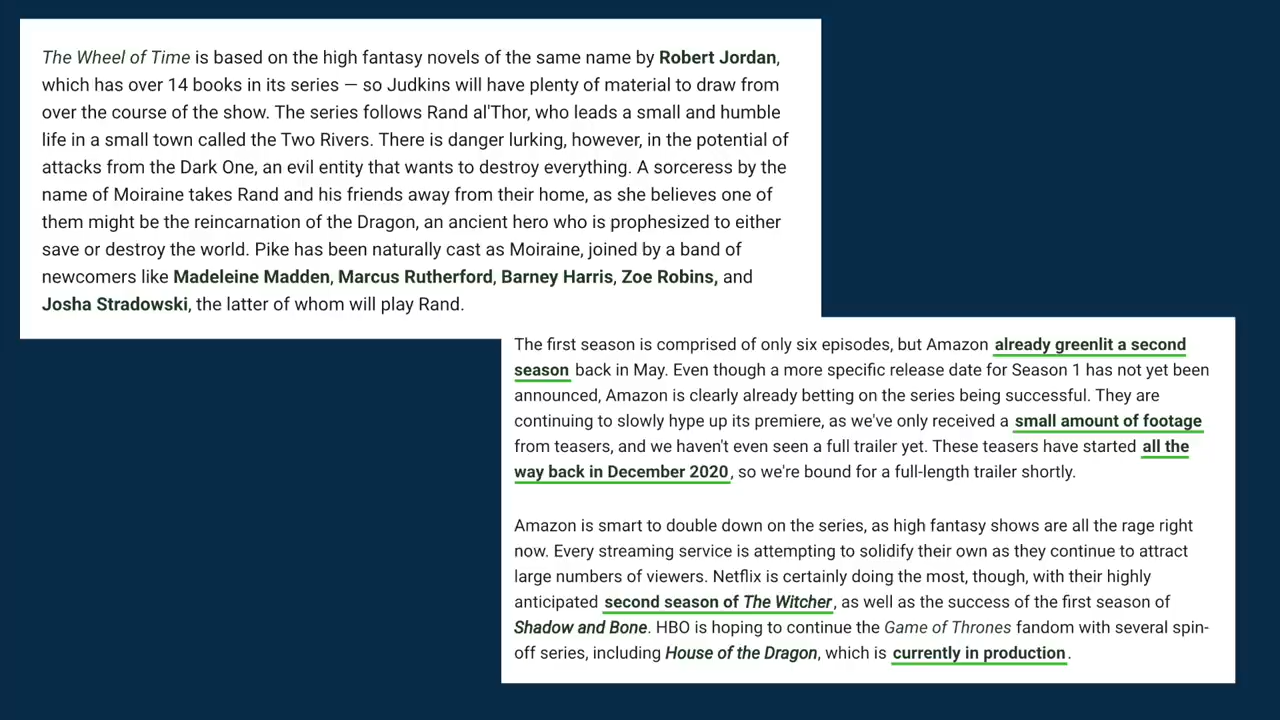 The Wheel of Time is based on the high fantasy novels of the same name by Robert Jordan,
which has over 14 books in its series — so Judkins will have plenty of material to draw from
over the course of the show. The series follows Rand al'Thor, who leads a small and humble
life in a small town called the Two Rivers. There is danger lurking, however, in the potential of
attacks from the Dark One, an evil entity that wants to destroy everything. A sorceress by the
name of Moiraine takes Rand and his friends away from their home, as she believes one of
them might be the reincarnation of the Dragon, an ancient hero who is prophesized to either
save or destroy the world. Pike has been naturally cast as Moiraine, joined by a band of
newcomers like Madeleine Madden, Marcus Rutherford, Barney Harris, Zoe Robins, and
Josha Stradowski, the latter of whom will play Rand.
The first season is comprised of only six episodes, but Amazon already greenlit a second
season back in May. Even though a more specific release date for Season 1 has not yet been
announced, Amazon is clearly already betting on the series being successful. They are
continuing to slowly hype up its premiere, as we've only received a small amount of footage
from teasers, and we haven't even seen a full trailer yet. These teasers have started all the
way back in December 2020, so we're bound for a full-length trailer shortly.
Amazon is smart to double down on the series, as high fantasy shows are all the rage right
now. Every streaming service is attempting to solidify their own as they continue to attract
large numbers of viewers. Netflix is certainly doing the most, though, with their highly
anticipated second season of The Witcher, as well as the success of the first season of
Shadow and Bone. HBO is hoping to continue the Game of Thrones fandom with several spin-
off series, including House of the Dragon, which is currently in production.